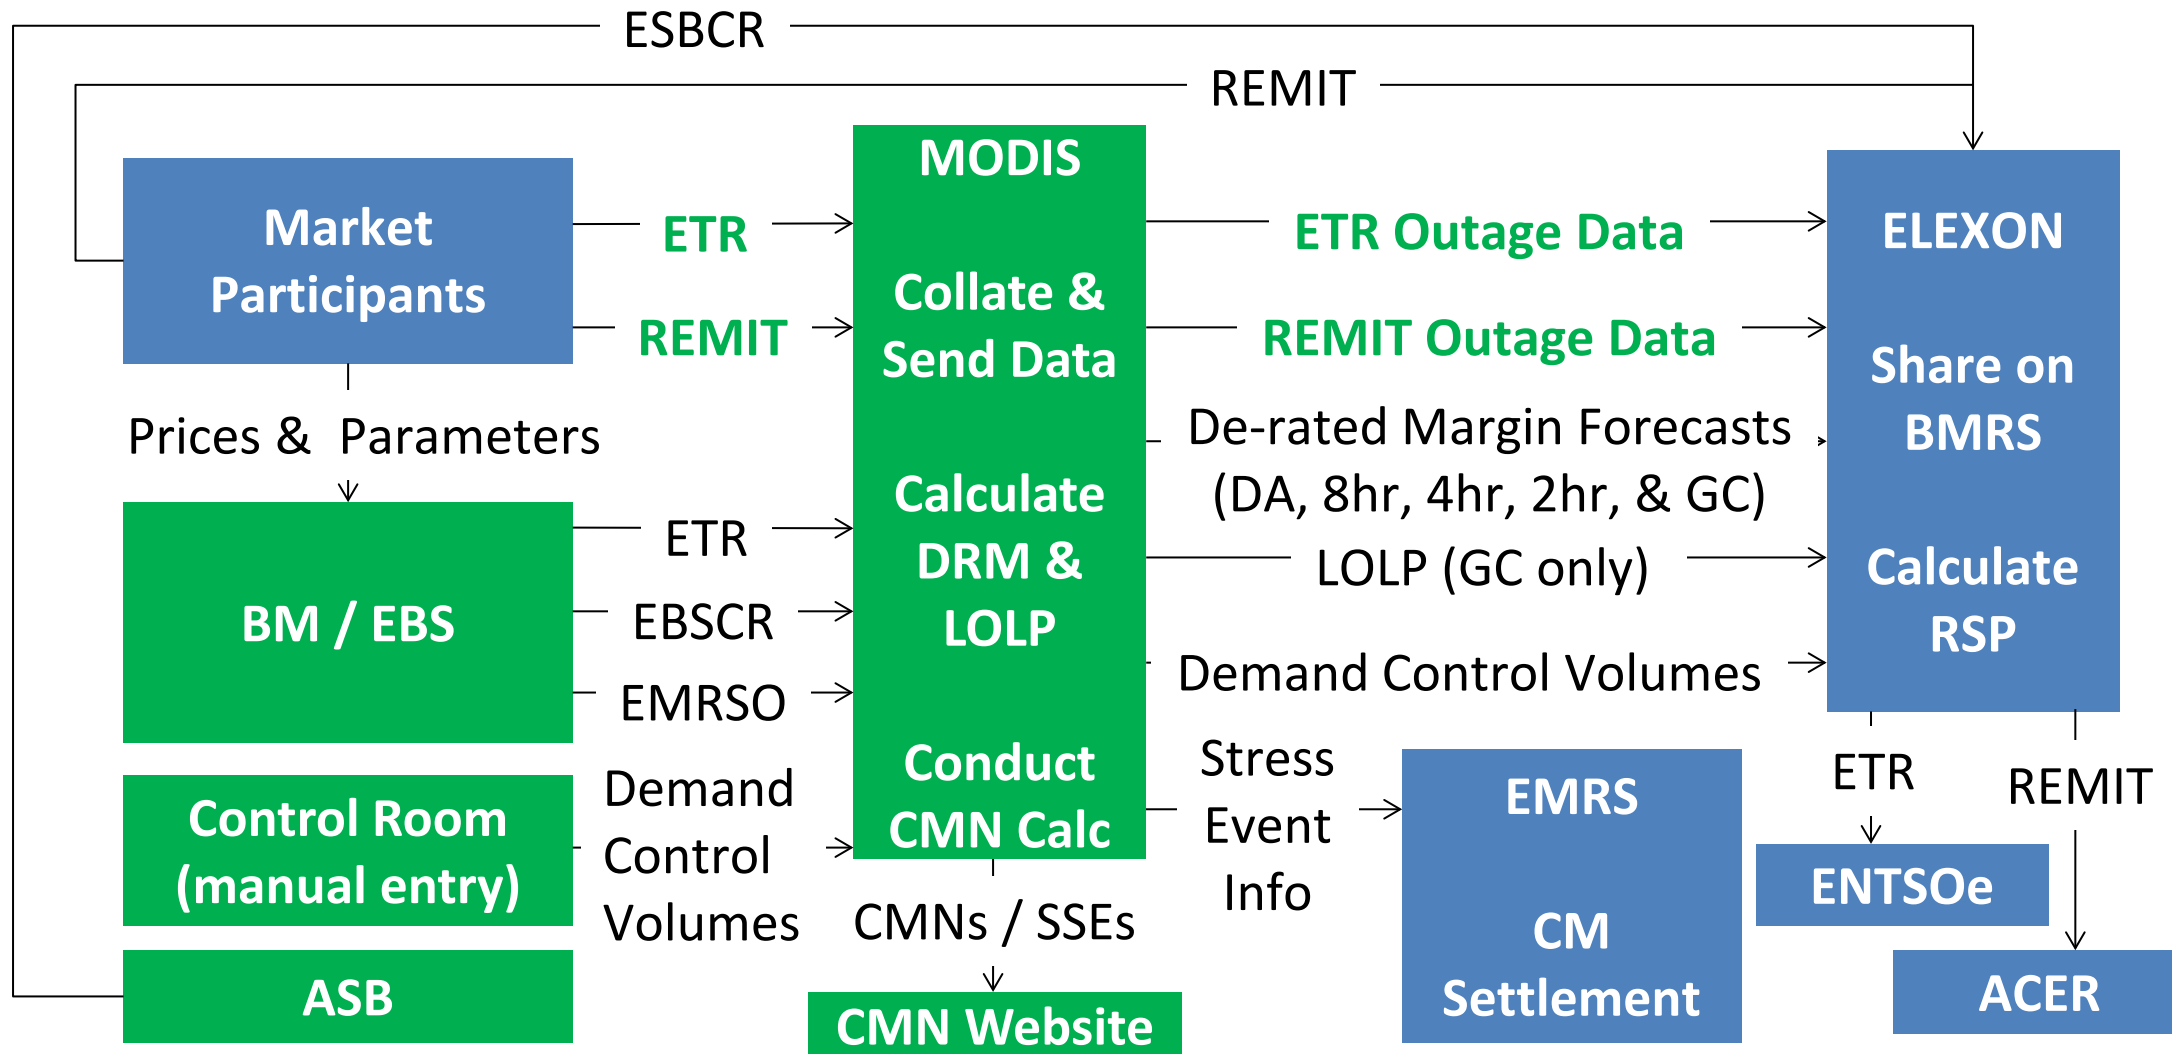 ESBCR
REMIT
Market
Participants
ETR
REMIT
Prices & Parameters
BM / EBS
ETR
EBSCR
EMRSO
Control Room
(manual entry)
Demand
Control
Volumes
ASB
MODIS
Collate &
Send Data
Calculate
DRM &
LOLP
Conduct
CMN Calc
CMNs / SSEs
CMN Website
ETR Outage Data
REMIT Outage Data
De-rated Margin Forecasts
(DA, 8hr, 4hr, 2hr, & GC)
LOLP (GC only)
Demand Control Volumes
Stress
Event
Info
EMRS
CM
Settlement
ELEXON
Share on
BMRS
Calculate
RSP
ETR
REMIT
ENTSOe
ACER